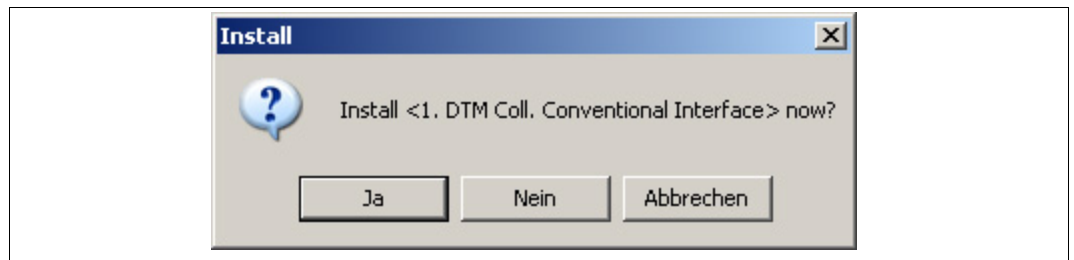 Install
Install <1. DTM Coll. Conventional Interface> now?
Ja Nein Abbrechen